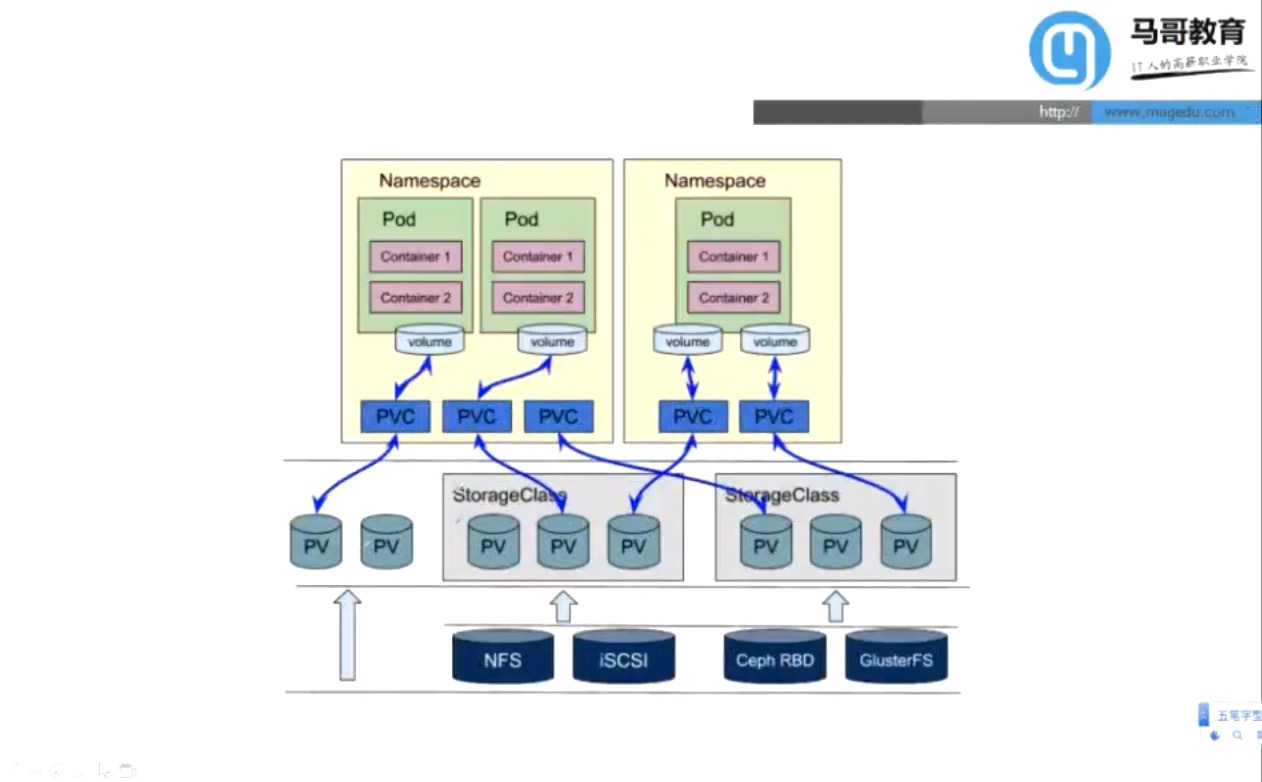 马哥教育
IT人的高薪职业学院
http:// www.magedu.com
Namespace
Namespace
Pod
Pod
Pod
Container 1
Container 1
Container 1
Container 2
Container 2
Container 2
volume
volume
volume
volume
PVC
PVC
PVC
PVC
PVC
StorageClass
StorageClass
PV
PV
PV
PV
PV
PV
PV
PV
NFS
iSCSI
Ceph RBD
GlusterFS
五笔字型